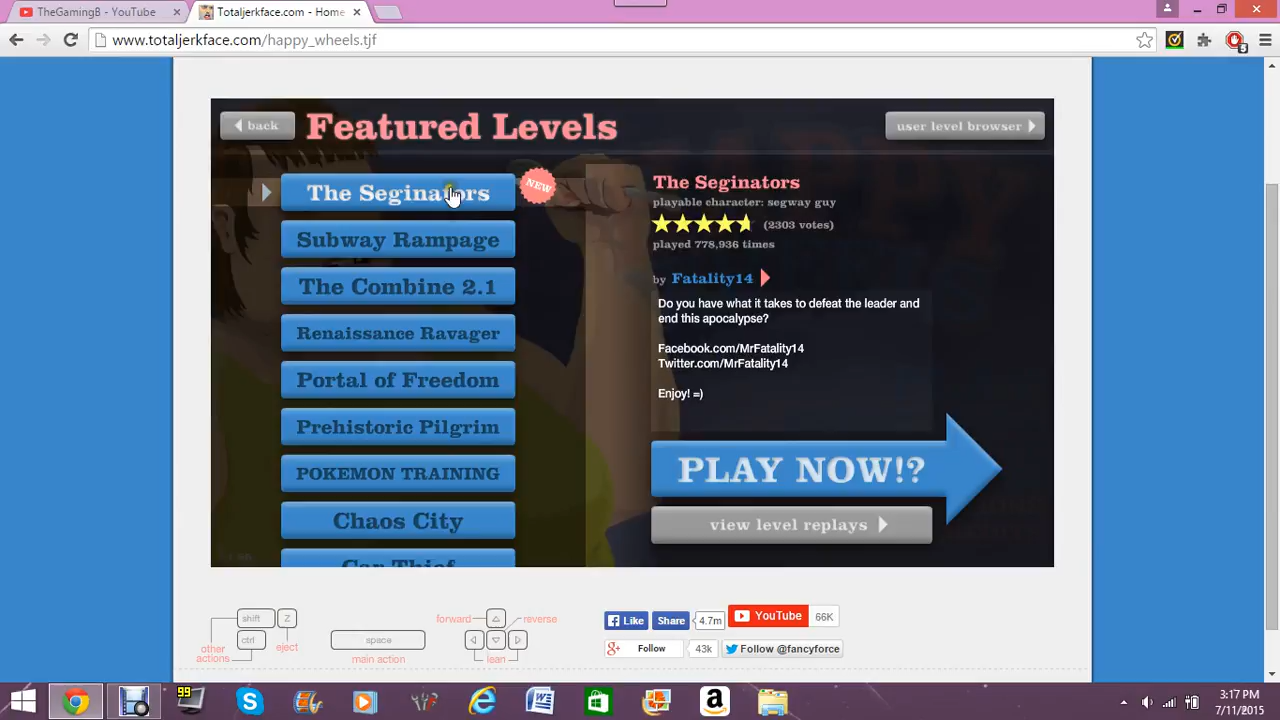 TheGamingB - YouTube
Totaljerkface.com - Home
www.totaljerkface.com/happy_wheels.tjf
back
Featured Levels
user level browser
The Seginators
NEW
Subway Rampage
The Combine 2.1
Renaissance Ravager
Portal of Freedom
Prehistoric Pilgrim
POKEMON TRAINING
Chaos City
Car Thief
The Seginators
playable character: segway guy
(2303 votes)
played 778,936 times
by Fatality14
Do you have what it takes to defeat the leader and
end this apocalypse?
Facebook.com/MrFatality14
Twitter.com/MrFatality14
Enjoy! =)
PLAY NOW!?
view level replays
shift
Z
ctrl
other
actions
eject
space
main action
forward
reverse
lean
Like
Share
4.7m
YouTube
66K
Follow
43k
Follow @fancyforce
99
3:17 PM
7/11/2015